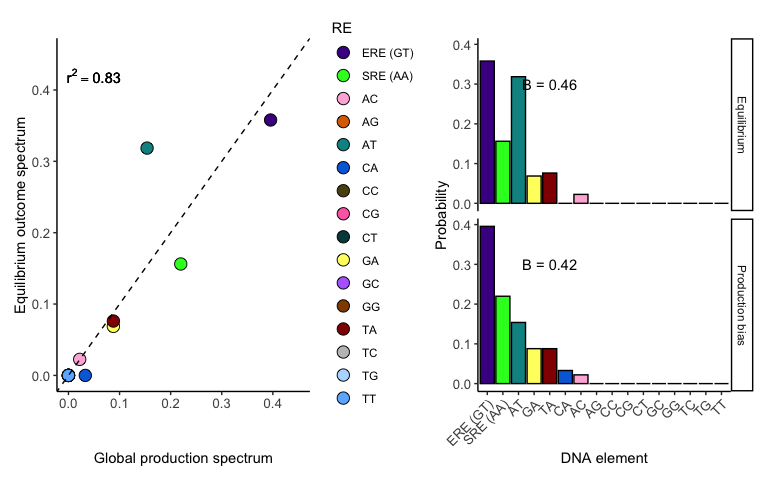 r² = 0.83
Equilibrium outcome spectrum
0.4
0.3
0.2
0.1
0.0
0.0 0.1 0.2 0.3 0.4
Global production spectrum
RE
ERE (GT)
SRE (AA)
AC
AG
AT
CA
CC
CG
CT
GA
GC
GG
TA
TC
TG
TT
Probability
0.4
0.3
0.2
0.1
0.0
B = 0.46
Equilibrium
0.4
0.3
0.2
0.1
0.0
B = 0.42
Production bias
ERE (GT) SRE (AA) AT GA TA CA AC AG CC CG CT GC GG TC TG TT
DNA element